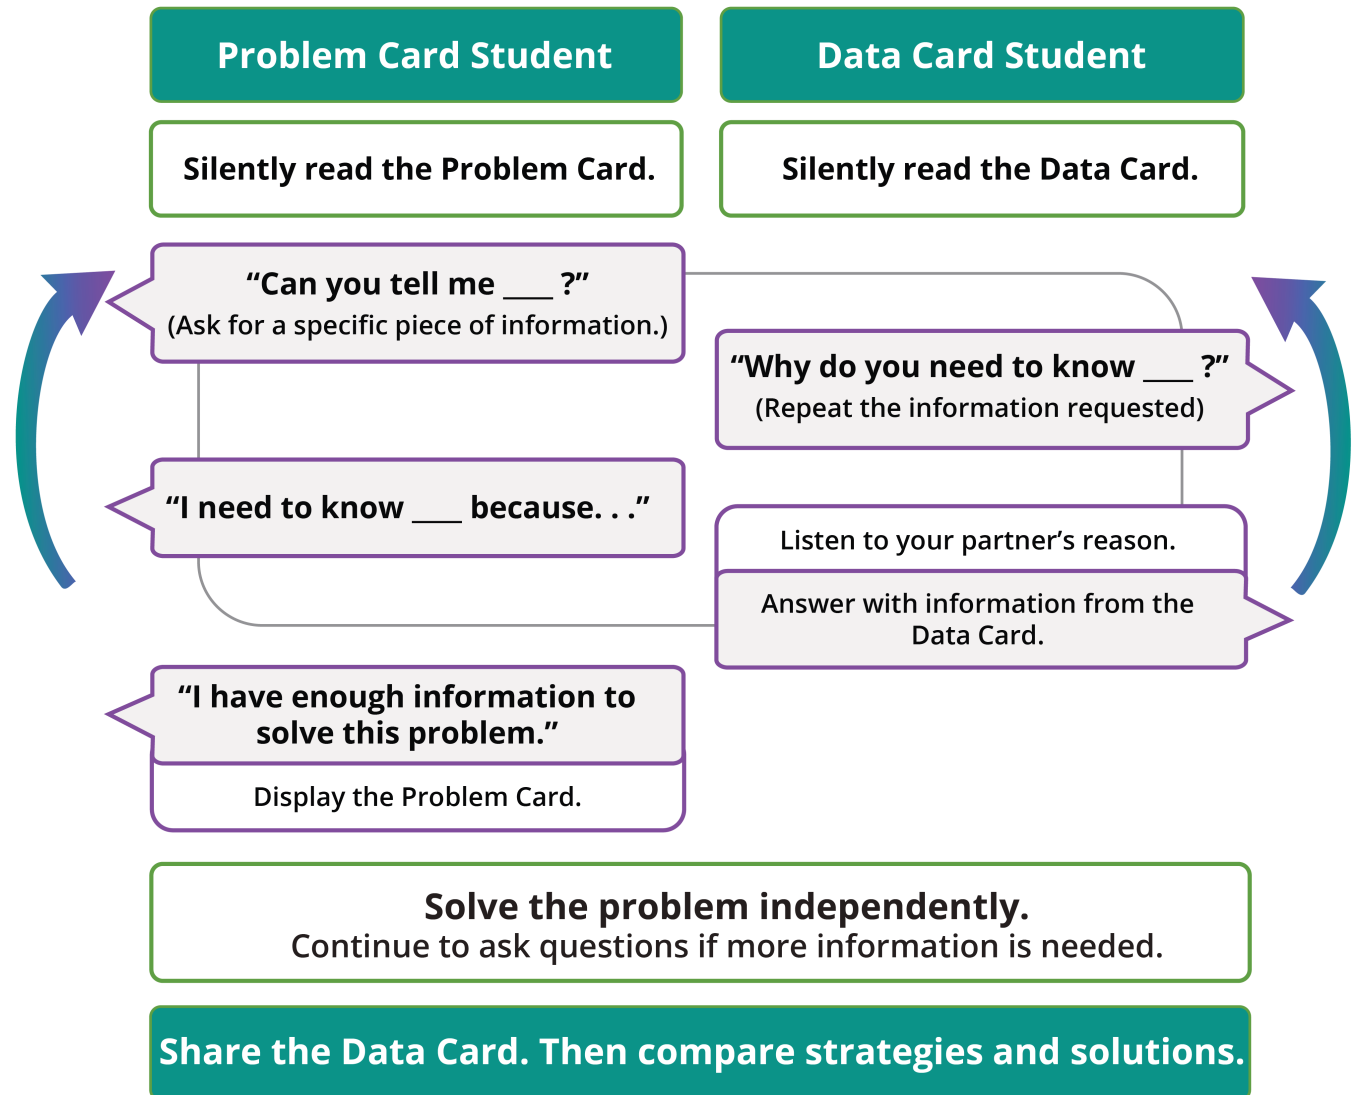 Problem Card Student
Data Card Student
Silently read the Problem Card.
Silently read the Data Card.
“Can you tell me ____ ?”
(Ask for a specific piece of information.)
“Why do you need to know ____ ?”
(Repeat the information requested)
“I need to know ____ because. . .”
Listen to your partner’s reason.
Answer with information from the
Data Card.
“I have enough information to
solve this problem.”
Display the Problem Card.
Solve the problem independently.
Continue to ask questions if more information is needed.
Share the Data Card. Then compare strategies and solutions.